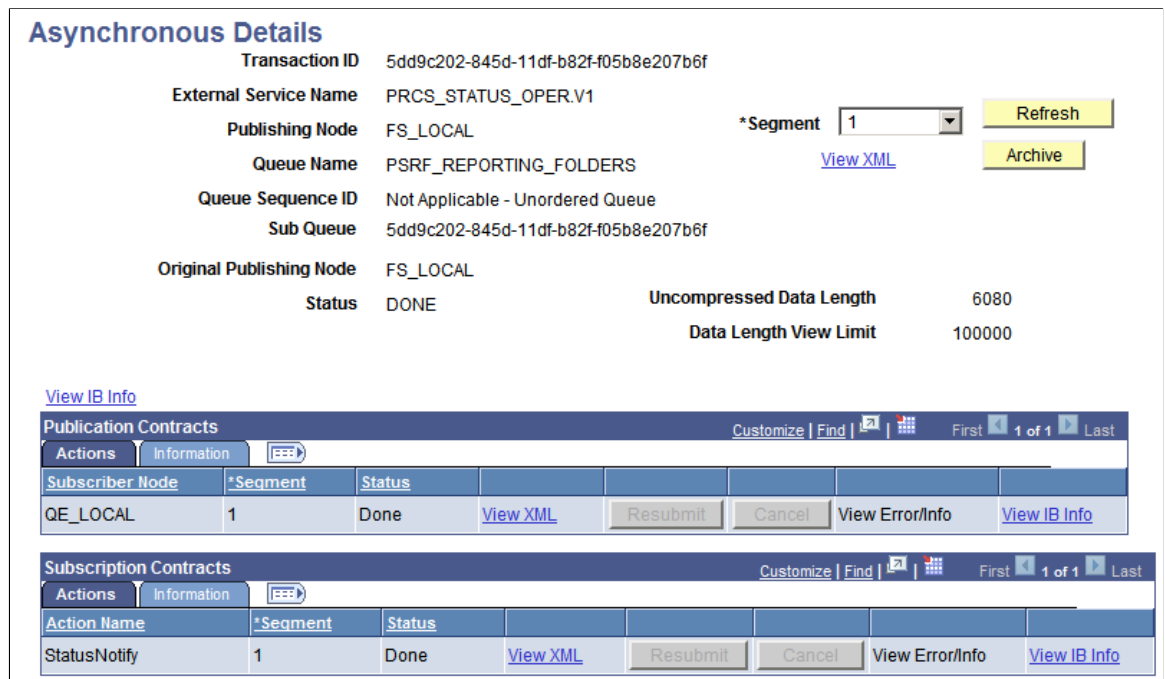 Asynchronous Details
Transaction ID 5dd9c202-845d-11df-b82f-f05b8e207b6f
External Service Name PRCS_STATUS_OPER.V1
Publishing Node FS_LOCAL *Segment 1 Refresh
Queue Name PSRF_REPORTING_FOLDERS View XML Archive
Queue Sequence ID Not Applicable - Unordered Queue
Sub Queue 5dd9c202-845d-11df-b82f-f05b8e207b6f
Original Publishing Node FS_LOCAL
Status DONE Uncompressed Data Length 6080
Data Length View Limit 100000
View IB Info
Publication Contracts Customize | Find | | First 1 of 1 Last
Actions Information
Subscriber Node *Segment Status
QE_LOCAL 1 Done View XML Resubmit Cancel View Error/Info View IB Info
Subscription Contracts Customize | Find | | First 1 of 1 Last
Actions Information
Action Name *Segment Status
StatusNotify 1 Done View XML Resubmit Cancel View Error/Info View IB Info